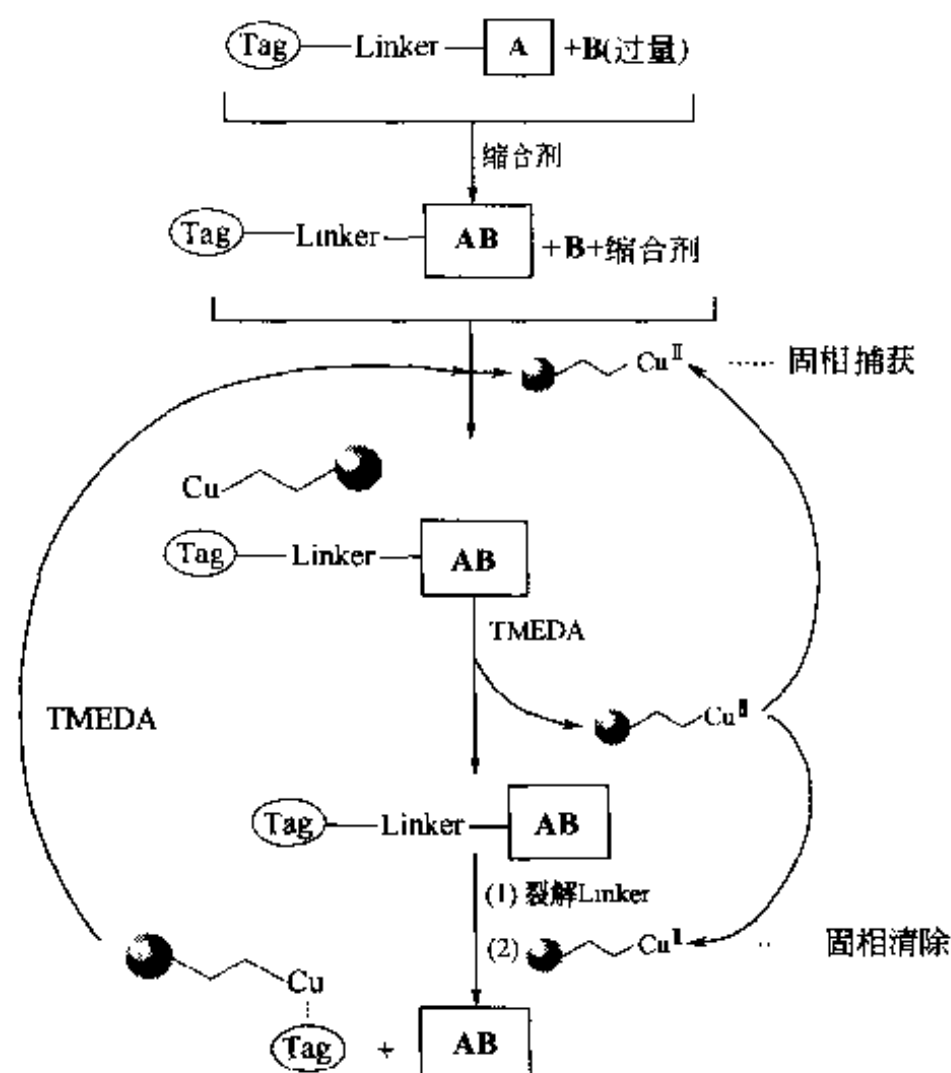 Tag—Linker—A +B(过量)
缩合剂
Tag—Linker—AB +B+缩合剂
Cu II ...... 固相捕获
Cu
Tag—Linker—AB
TMEDA
TMEDA
Cu II
Tag—Linker—AB
(1) 裂解Linker
(2) Cu II .. 固相清除
Cu
Tag + AB